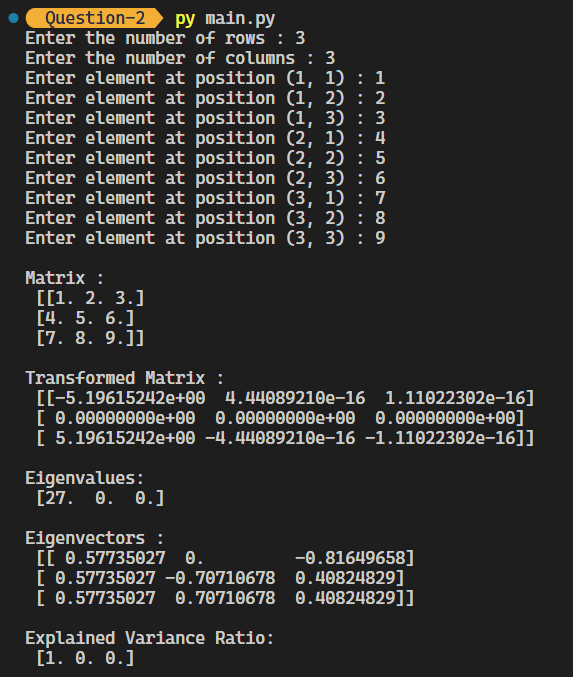 Question-2 py main.py
Enter the number of rows : 3
Enter the number of columns : 3
Enter element at position (1, 1) : 1
Enter element at position (1, 2) : 2
Enter element at position (1, 3) : 3
Enter element at position (2, 1) : 4
Enter element at position (2, 2) : 5
Enter element at position (2, 3) : 6
Enter element at position (3, 1) : 7
Enter element at position (3, 2) : 8
Enter element at position (3, 3) : 9
Matrix :
[[1. 2. 3.]
[4. 5. 6.]
[7. 8. 9.]]
Transformed Matrix :
[[-5.19615242e+00  4.44089210e-16  1.11022302e-16]
[ 0.00000000e+00  0.00000000e+00  0.00000000e+00]
[ 5.19615242e+00 -4.44089210e-16 -1.11022302e-16]]
Eigenvalues:
[27.  0.  0.]
Eigenvectors :
[[ 0.57735027  0.         -0.81649658]
[ 0.57735027 -0.70710678  0.40824829]
[ 0.57735027  0.70710678  0.40824829]]
Explained Variance Ratio:
[1. 0. 0.]